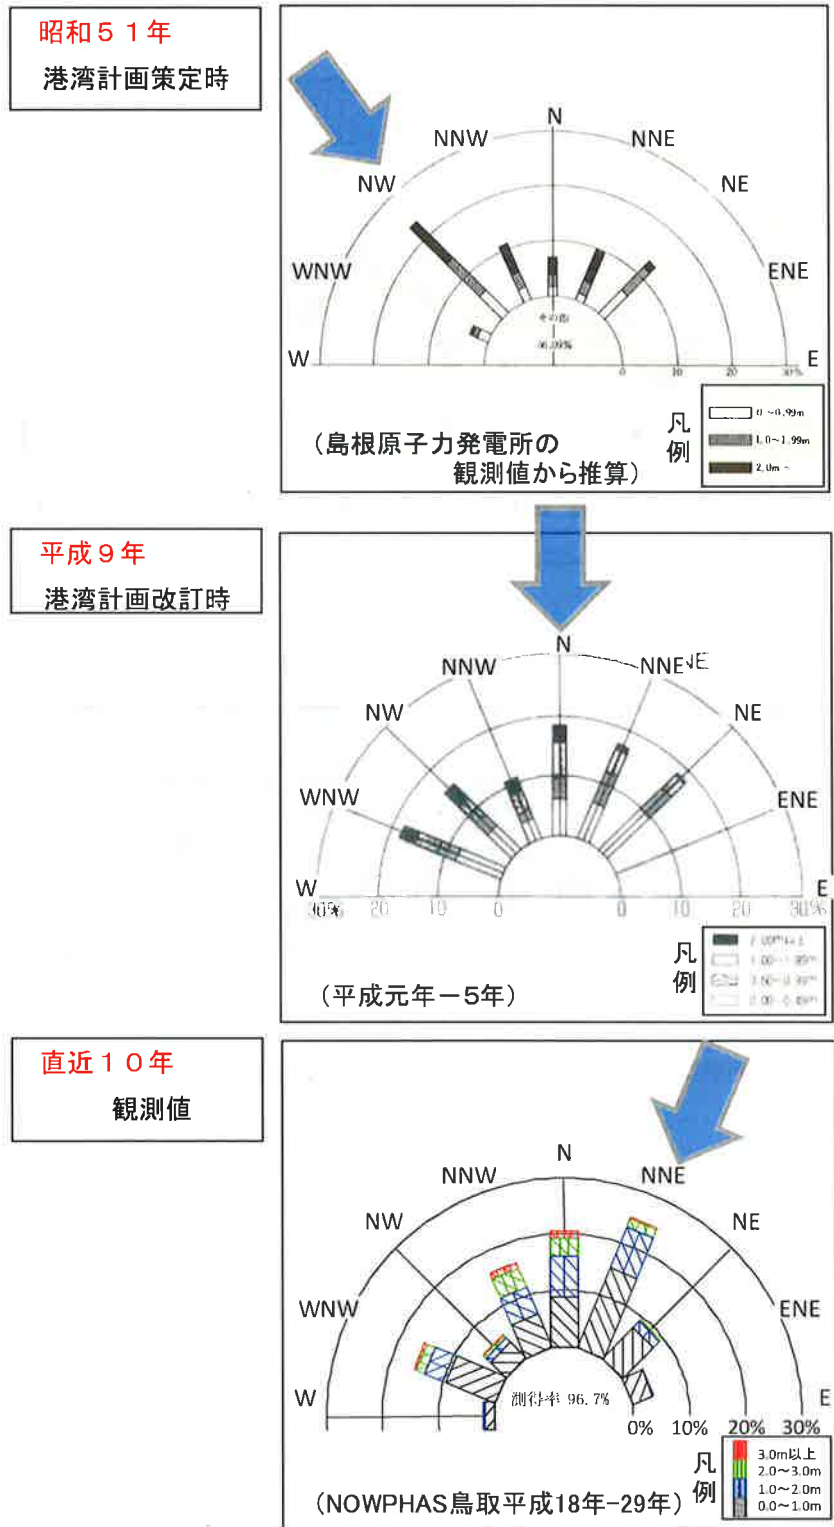 昭和５１年
港湾計画策定時
N
NNW
NNE
NW
NE
WNW
ENE
W
E
その他
0
10
20
30%
（島根原子力発電所の
観測値から推算）
凡例
0～0.99m
1.0～1.99m
2.0m～
平成９年
港湾計画改訂時
N
NNW
NNE
NW
NE
WNW
ENE
W
E
30%
20
10
0
0
10
20
30%
（平成元年－5年）
凡例
直近１０年
観測値
N
NNW
NNE
NW
NE
WNW
ENE
W
E
測得率 96.7%
0%
10%
20%
30%
（NOWPHAS鳥取平成18年-29年）
凡例
3.0m以上
2.0～3.0m
1.0～2.0m
0.0～1.0m